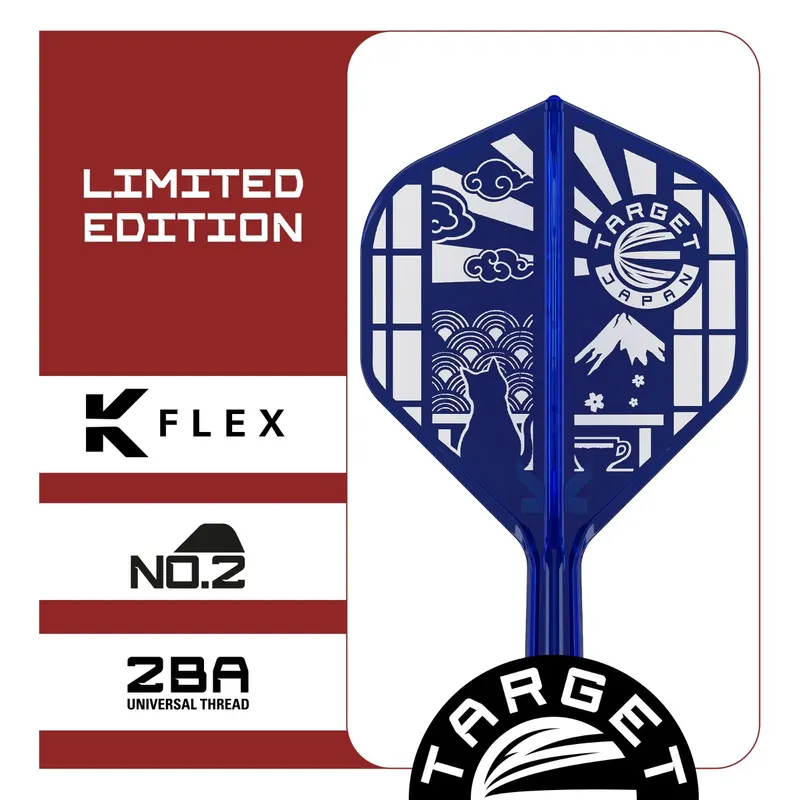 LIMITED
EDITION
K FLEX
NO.2
2BA
UNIVERSAL THREAD
TARGET
JAPAN
TARGET